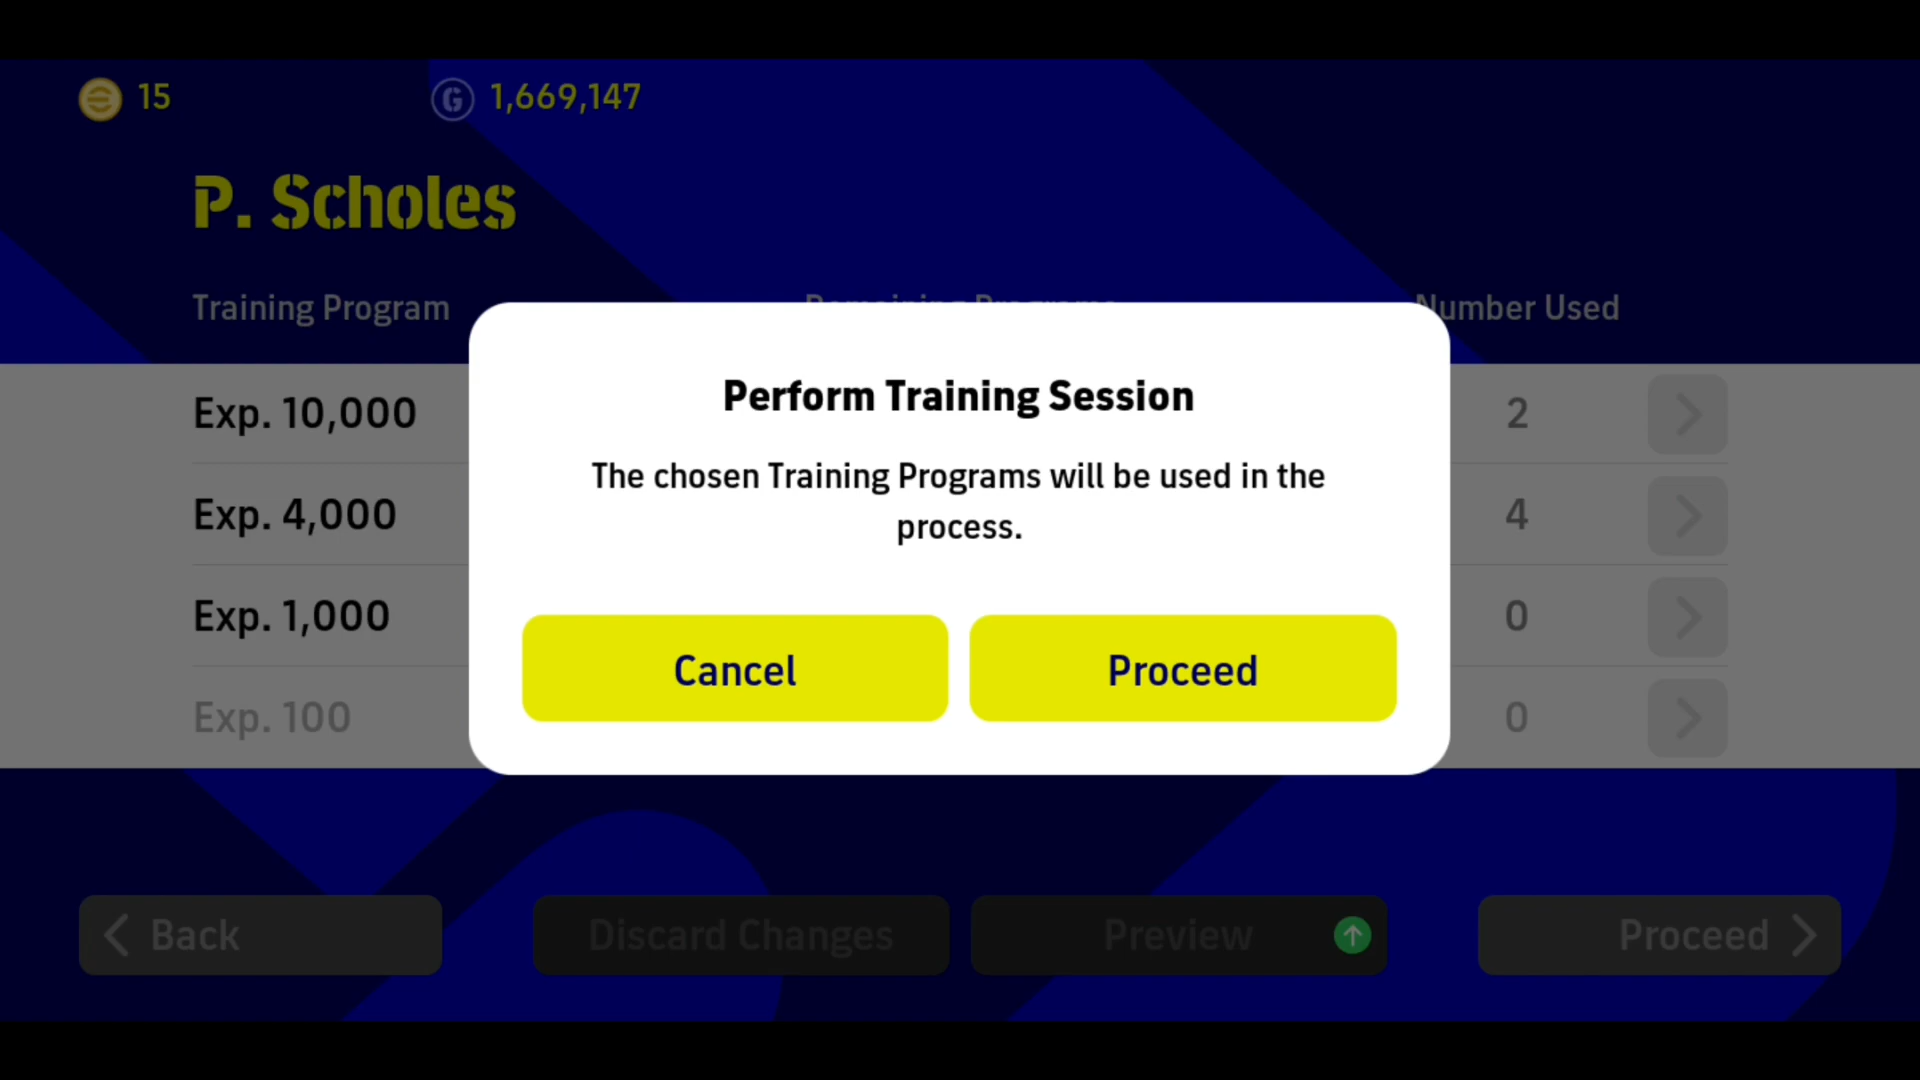 15
1,669,147
P. Scholes
Training Program
Number Used
Perform Training Session
The chosen Training Programs will be used in the
process.
Exp. 10,000
2
Exp. 4,000
4
Exp. 1,000
0
Exp. 100
0
Cancel
Proceed
Back
Discard Changes
Preview
Proceed